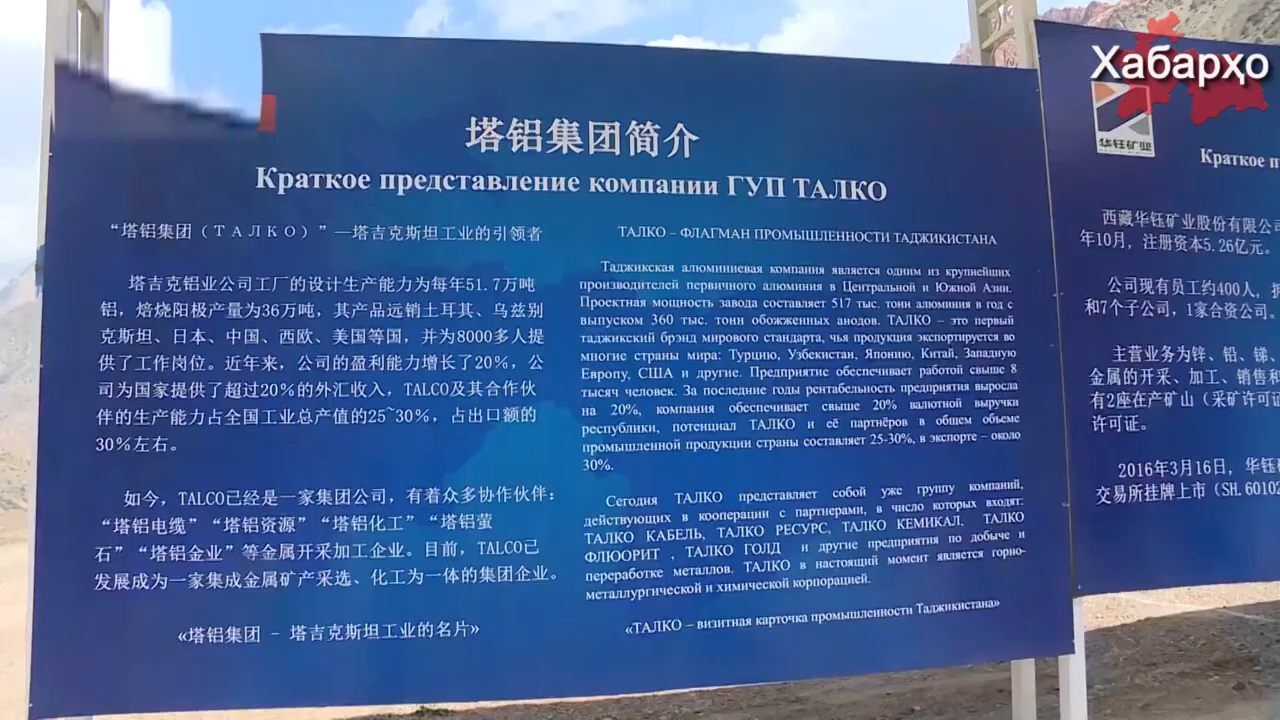 Хабарҳо
塔铝集团简介
Краткое представление компании ГУП ТАЛКО
“塔铝集团（ТАЛКО）”—塔吉克斯坦工业的引领者
塔吉克铝业公司工厂的设计生产能力为每年51.7万吨
铝，焙烧阳极产量为36万吨，其产品远销土耳其、乌兹别
克斯坦、日本、中国、西欧、美国等国，并为8000多人提
供了工作岗位。近年来，公司的盈利能力增长了20%，公
司为国家提供了超过20%的外汇收入，TALCO及其合作伙
伴的生产能力占全国工业总产值的25~30%，占出口额的
30%左右。
如今，TALCO已经是一家集团公司，有着众多协作伙伴：
“塔铝电缆”“塔铝资源”“塔铝化工”“塔铝萤
石”“塔铝金业”等金属开采加工企业。目前，TALCO已
发展成为一家集成金属矿产采选、化工为一体的集团企业。
«塔铝集团 - 塔吉克斯坦工业的名片»
ТАЛКО – ФЛАГМАН ПРОМЫШЛЕННОСТИ ТАДЖИКИСТАНА
Таджикская алюминиевая компания является одним из крупнейших
производителей первичного алюминия в Центральной и Южной Азии.
Проектная мощность завода составляет 517 тыс. тонн алюминия в год с
выпуском 360 тыс. тонн обожженных анодов. ТАЛКО – это первый
таджикский брэнд мирового стандарта, чья продукция экспортируется во
многие страны мира: Турцию, Узбекистан, Японию, Китай, Западную
Европу, США и другие. Предприятие обеспечивает работой свыше 8
тысяч человек. За последние годы рентабельность предприятия выросла
на 20%, компания обеспечивает свыше 20% валютной выручки
республики, потенциал ТАЛКО и её партнёров в общем объеме
промышленной продукции страны составляет 25-30%, в экспорте – около
30%.
Сегодня ТАЛКО представляет собой уже группу компаний,
действующих в кооперации с партнерами, в число которых входят:
ТАЛКО КАБЕЛЬ, ТАЛКО РЕСУРС, ТАЛКО КЕМИКАЛ, ТАЛКО
ФЛЮОРИТ , ТАЛКО ГОЛД и другие предприятия по добыче и
переработке металлов. ТАЛКО в настоящий момент является горно-
металлургической и химической корпорацией.
«ТАЛКО – визитная карточка промышленности Таджикистана»
华钰矿业
Краткое п
西藏华钰矿业股份有限公司
年10月，注册资本5.26亿元。
公司现有员工约400人，
和7个子公司，1家合资公司。
主营业务为锌、铅、锑、
金属的开采、加工、销售和
有2座在产矿山（采矿许可证
许可证。
2016年3月16日，华钰
交易所挂牌上市（SH.60102